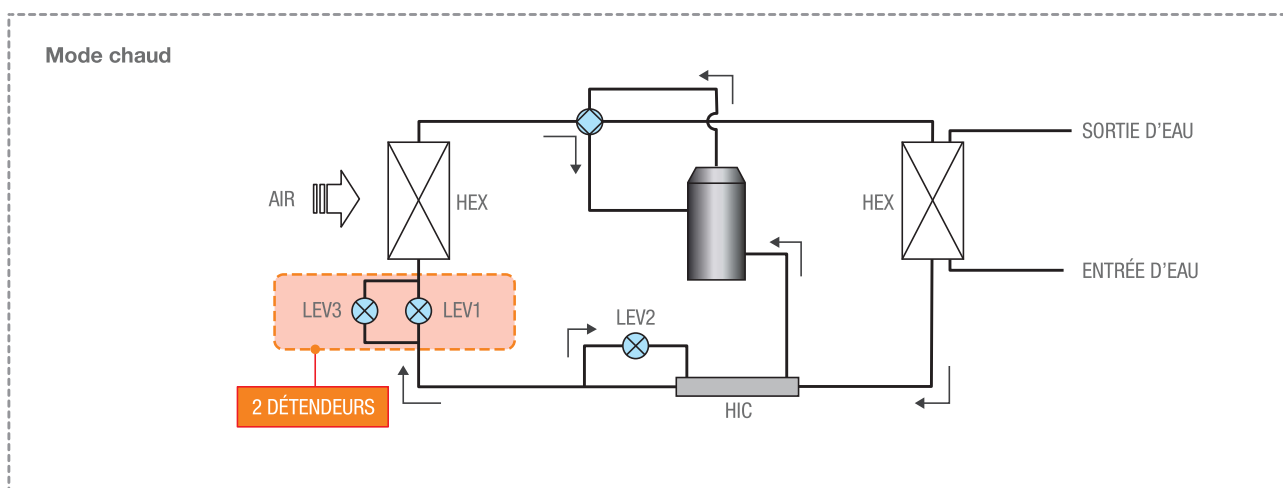 Mode chaud
SORTIE D'EAU
AIR
HEX
HEX
ENTRÉE D'EAU
LEV3
LEV1
LEV2
2 DÉTENDEURS
HIC